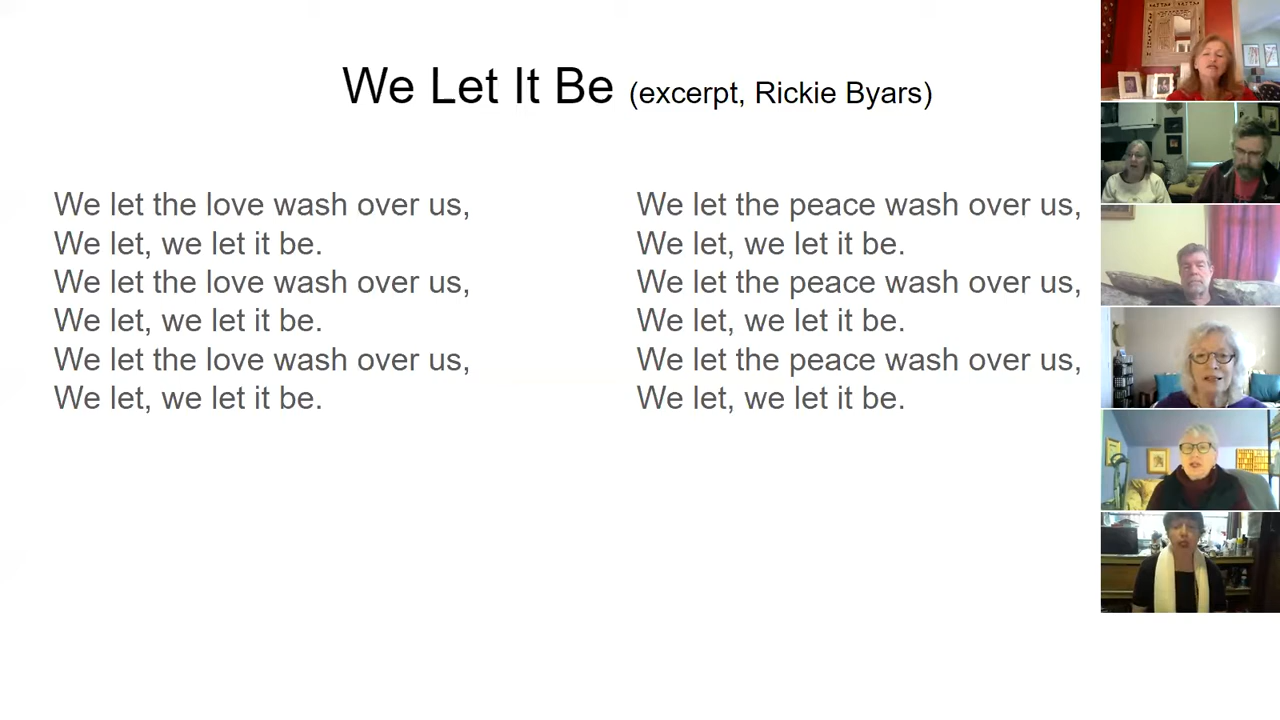 We Let It Be (excerpt, Rickie Byars)
We let the love wash over us,
We let, we let it be.
We let the love wash over us,
We let, we let it be.
We let the love wash over us,
We let, we let it be.
We let the peace wash over us,
We let, we let it be.
We let the peace wash over us,
We let, we let it be.
We let the peace wash over us,
We let, we let it be.